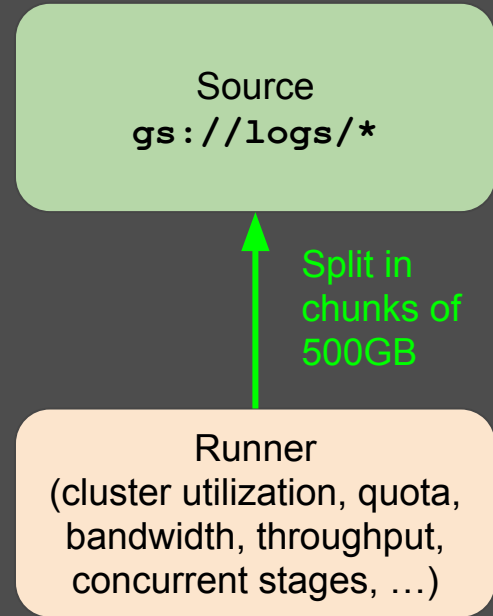 Source
gs://logs/*
Split in
chunks of
500GB
Runner
(cluster utilization, quota,
bandwidth, throughput,
concurrent stages, …)